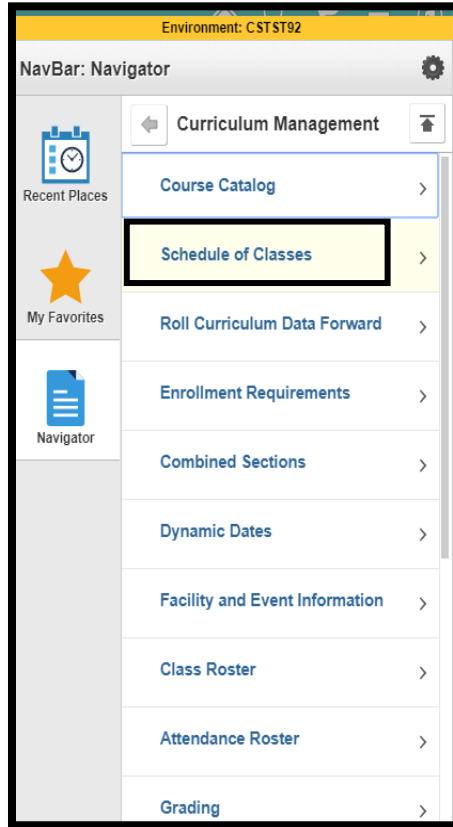 Environment: CSTST92
NavBar: Navigator
Curriculum Management
Recent Places
My Favorites
Navigator
Course Catalog
Schedule of Classes
Roll Curriculum Data Forward
Enrollment Requirements
Combined Sections
Dynamic Dates
Facility and Event Information
Class Roster
Attendance Roster
Grading